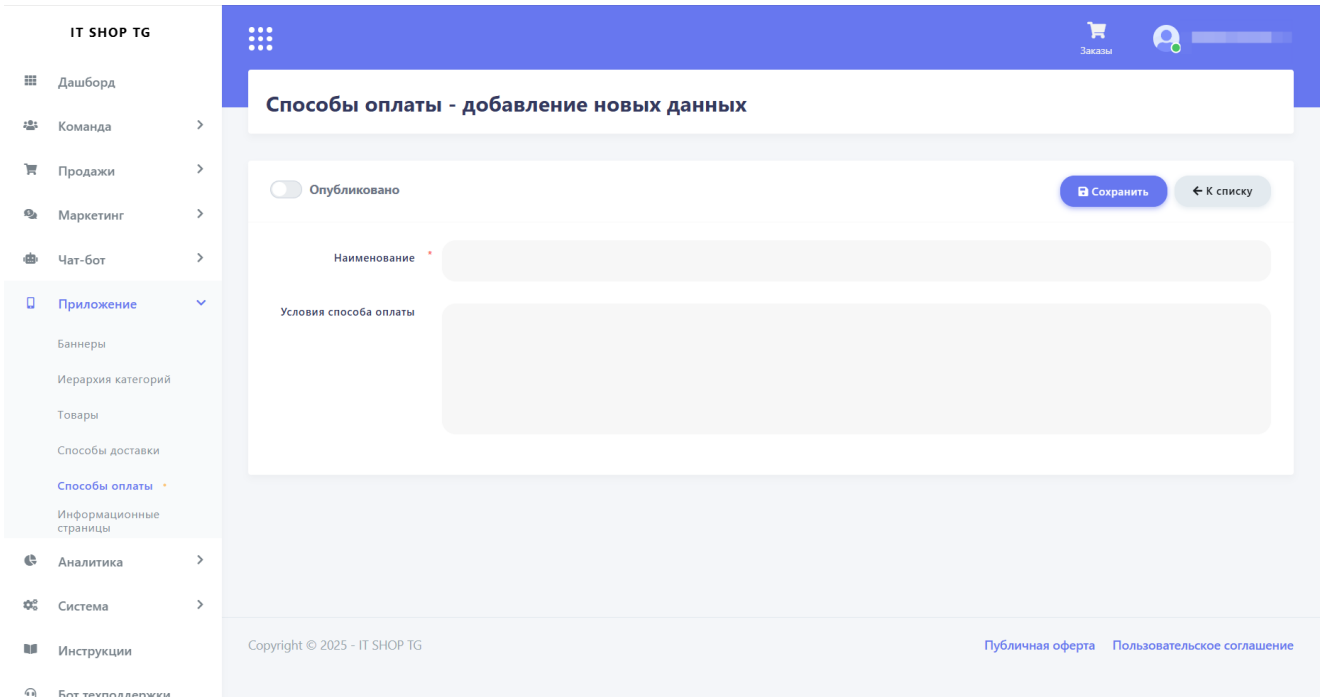 IT SHOP TG
Дашборд
Команда
Продажи
Маркетинг
Чат-бот
Приложение
Баннеры
Иерархия категорий
Товары
Способы доставки
Способы оплаты *
Информационные
страницы
Аналитика
Система
Инструкции
Бот техподдержки
Заказы
Способы оплаты - добавление новых данных
Опубликовано
Сохранить
К списку
Наименование *
Условия способа оплаты
Copyright © 2025 - IT SHOP TG
Публичная оферта
Пользовательское соглашение